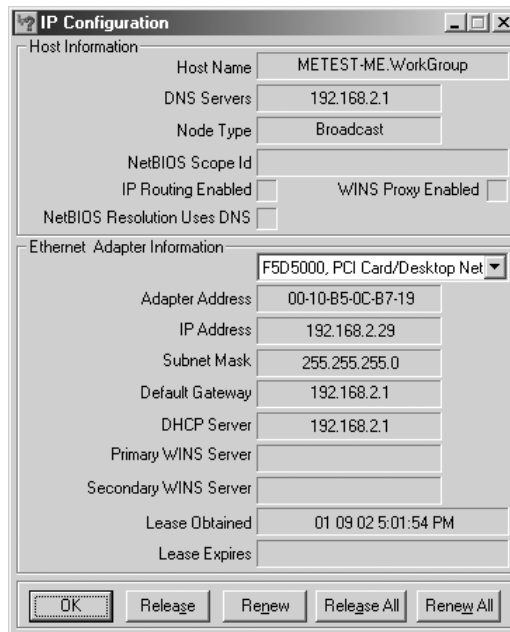 IP Configuration
Host Information
Host Name METEST-ME.WorkGroup
DNS Servers 192.168.2.1
Node Type Broadcast
NetBIOS Scope Id
IP Routing Enabled WINS Proxy Enabled
NetBIOS Resolution Uses DNS
Ethernet Adapter Information
F5D5000, PCI Card/Desktop Net
Adapter Address 00-10-B5-0C-B7-19
IP Address 192.168.2.29
Subnet Mask 255.255.255.0
Default Gateway 192.168.2.1
DHCP Server 192.168.2.1
Primary WINS Server
Secondary WINS Server
Lease Obtained 01 09 02 5:01:54 PM
Lease Expires
OK Release Renew Release All Renew All